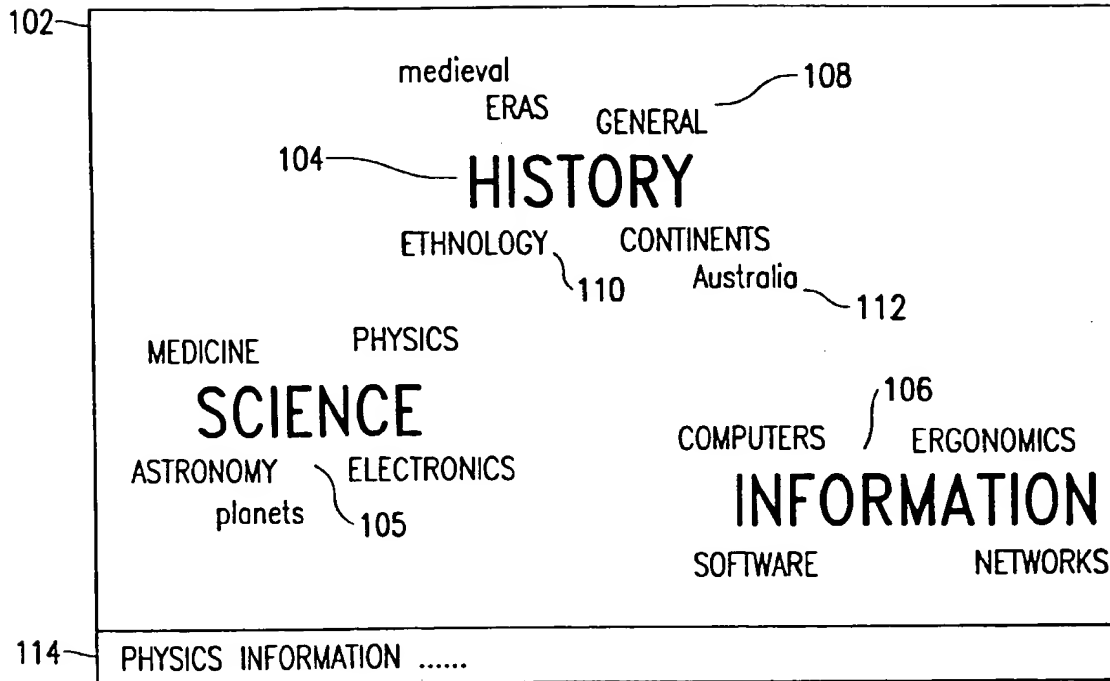 102
medieval
108
ERAS
GENERAL
104
HISTORY
ETHNOLOGY
CONTINENTS
110
Australia
112
MEDICINE
PHYSICS
SCIENCE
106
COMPUTERS
ERGONOMICS
ASTRONOMY
ELECTRONICS
planets
105
INFORMATION
SOFTWARE
NETWORKS
114
PHYSICS INFORMATION ......